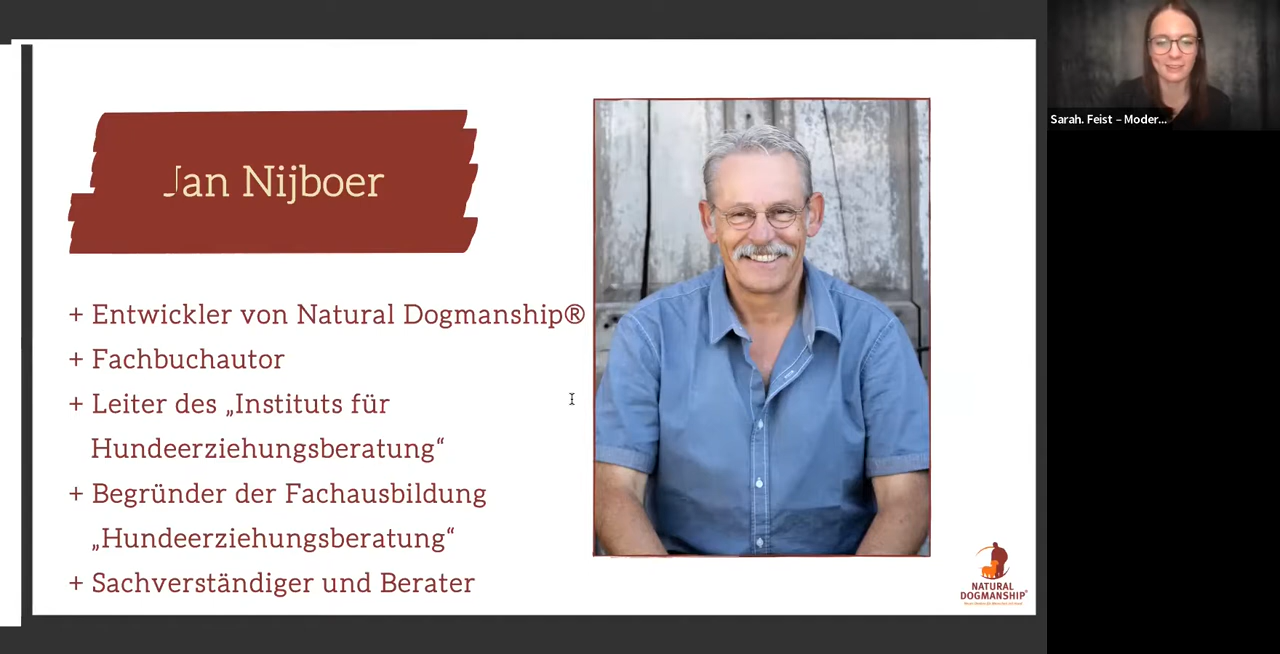 Jan Nijboer
+ Entwickler von Natural Dogmanship®
+ Fachbuchautor
+ Leiter des „Instituts für
Hundeerziehungsberatung“
+ Begründer der Fachausbildung
„Hundeerziehungsberatung“
+ Sachverständiger und Berater
NATURAL
DOGMANSHIP®
Sarah. Feist – Moder...